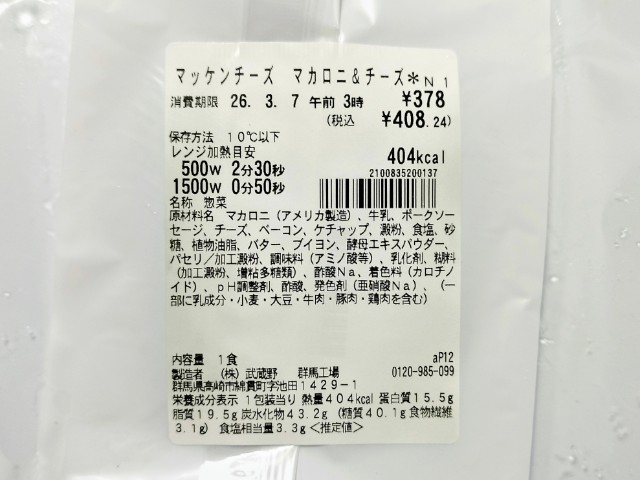 マッケンチーズ マカロニ&チーズ＊N1
消費期限 26. 3. 7 午前 3時 ¥378
(税込 ¥408.24)
保存方法 10℃以下
レンジ加熱目安 404kcal
500W 2分30秒 2100835200137
1500W 0分50秒
名称 惣菜
原材料名 マカロニ（アメリカ製造）、牛乳、ポークソー
セージ、チーズ、ベーコン、ケチャップ、澱粉、食塩、砂
糖、植物油脂、バター、ブイヨン、酵母エキスパウダー、
パセリ／加工澱粉、調味料（アミノ酸等）、乳化剤、糊料
（加工澱粉、増粘多糖類）、酢酸Na、着色料（カロチノ
イド）、pH調整剤、酢酸、発色剤（亜硝酸Na）、（一
部に乳成分・小麦・大豆・牛肉・豚肉・鶏肉を含む）
内容量 1食 aP12
製造者 （株）武蔵野 群馬工場 0120-985-099
群馬県高崎市綿貫町字池田1429-1
栄養成分表示 1包装当り 熱量404kcal 蛋白質15.5g
脂質19.5g 炭水化物43.2g （糖質40.1g 食物繊維
3.1g） 食塩相当量3.3g＜推定値＞